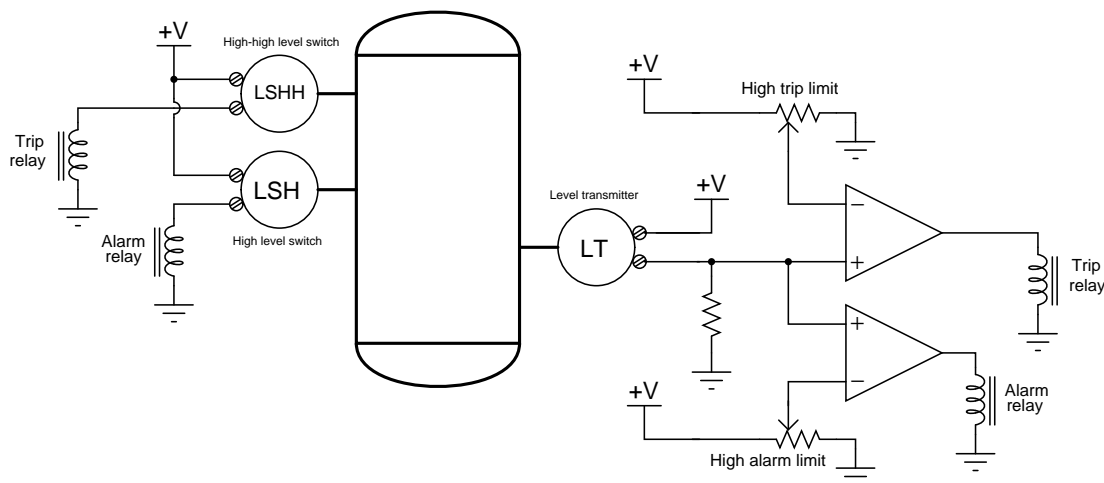 +V
High-high level switch
LSHH
Trip
relay
LSH
High level switch
Alarm
relay
Level transmitter
LT
+V
+V
High trip limit
−
+
Trip
relay
+
−
Alarm
relay
+V
High alarm limit